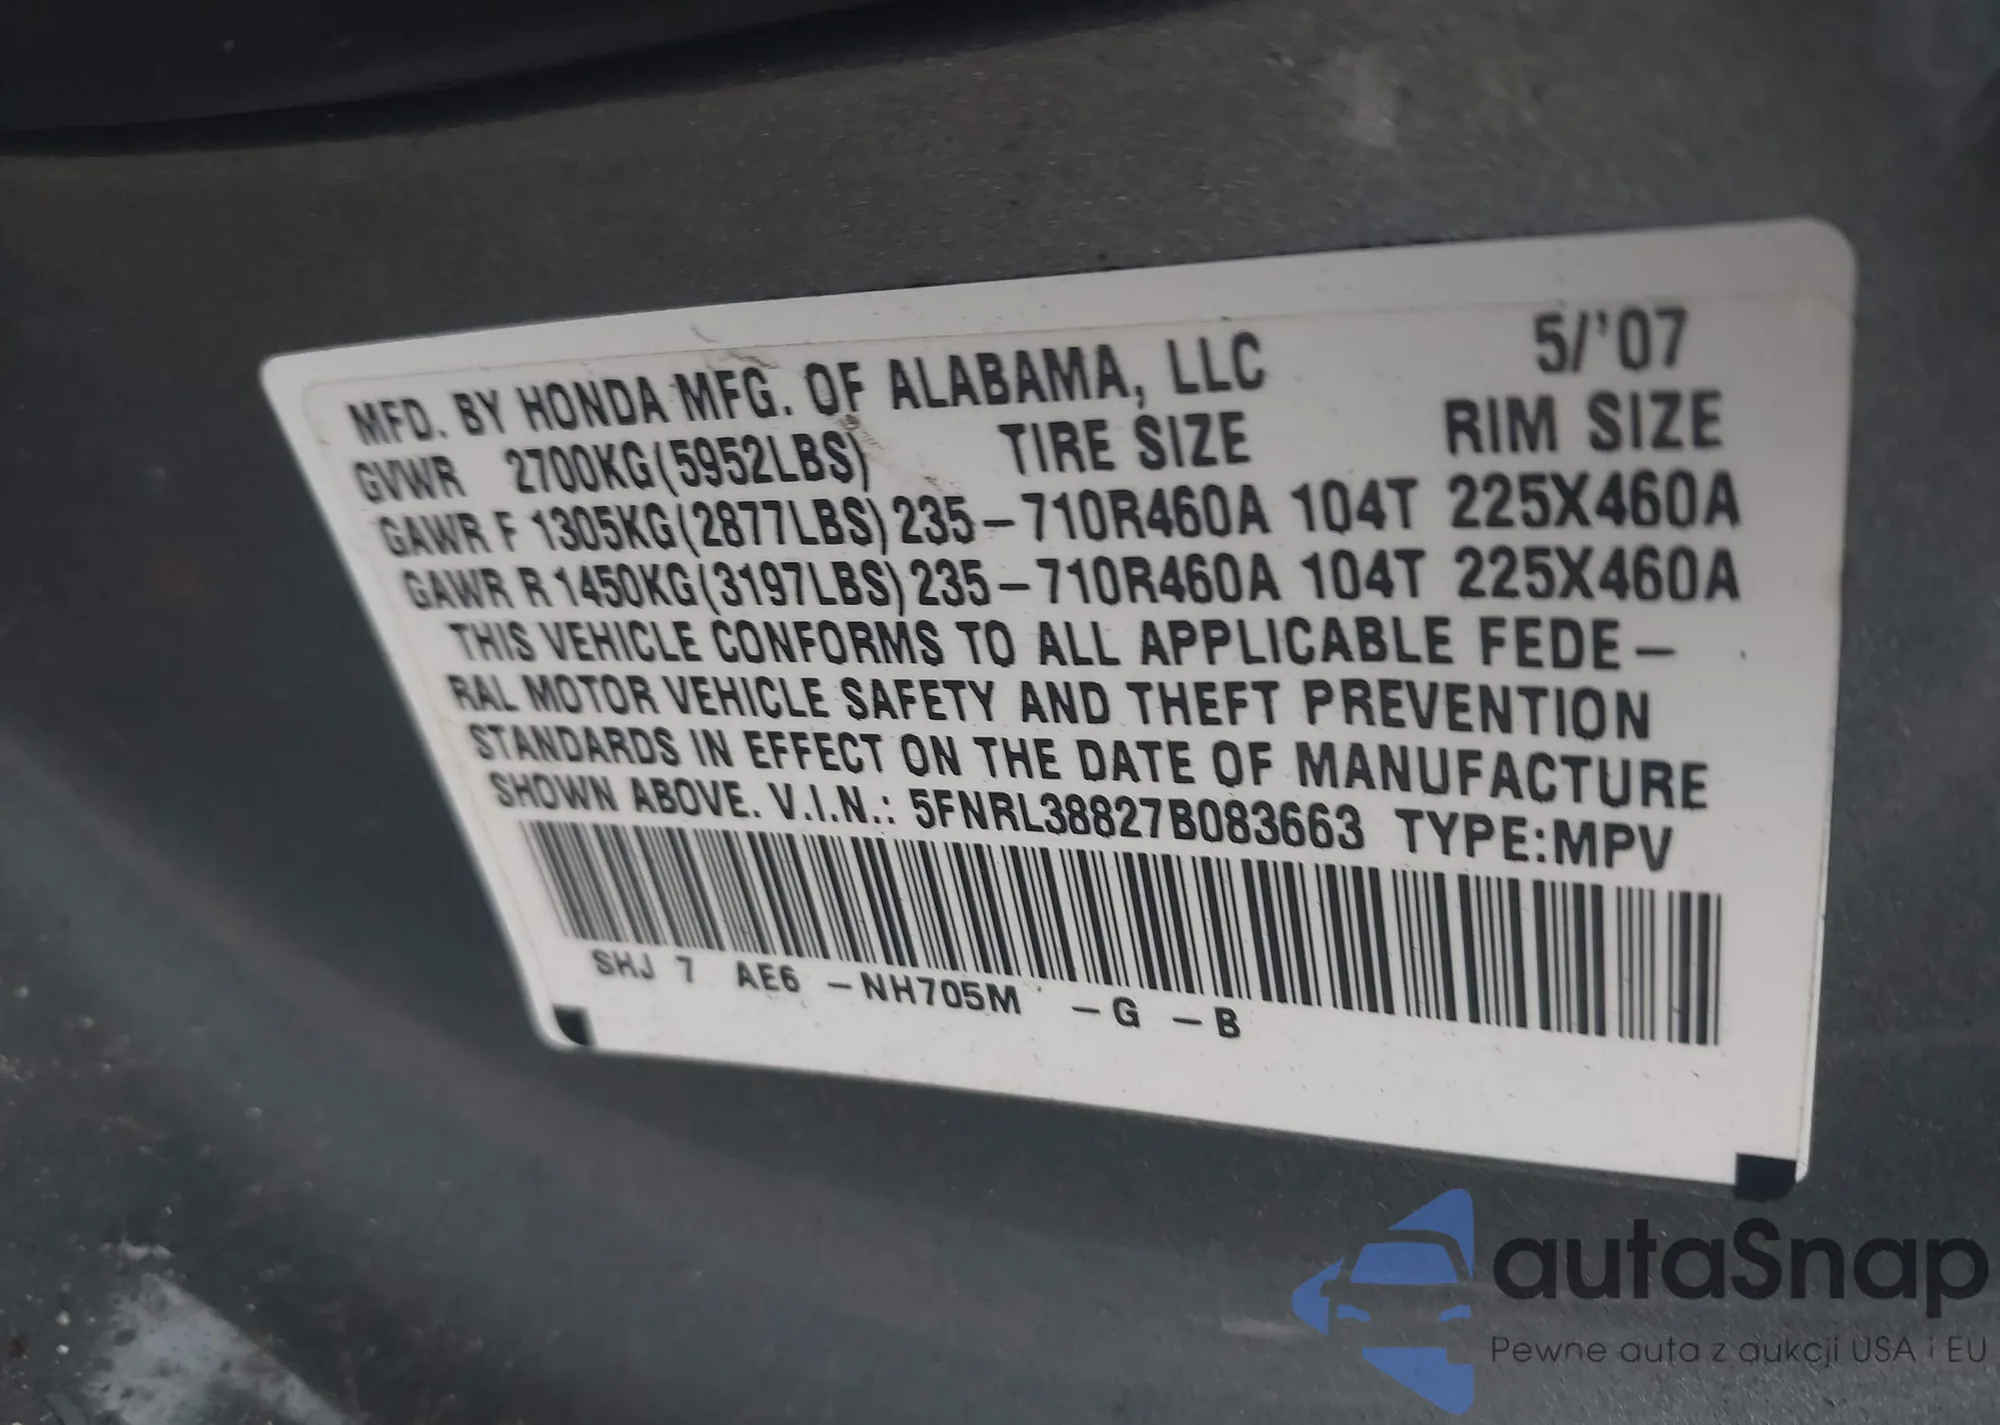 MFD. BY HONDA MFG. OF ALABAMA, LLC 5/'07
GVWR 2700KG(5952LBS) TIRE SIZE RIM SIZE
GAWR F 1305KG(2877LBS) 235-710R460A 104T 225X460A
GAWR R 1450KG(3197LBS) 235-710R460A 104T 225X460A
THIS VEHICLE CONFORMS TO ALL APPLICABLE FEDE-
RAL MOTOR VEHICLE SAFETY AND THEFT PREVENTION
STANDARDS IN EFFECT ON THE DATE OF MANUFACTURE
SHOWN ABOVE. V.I.N.: 5FNRL38827B083663 TYPE:MPV
SHJ 7 AE6 -NH705M -G -B
autaSnap
Pewne auta z aukcji USA i EU